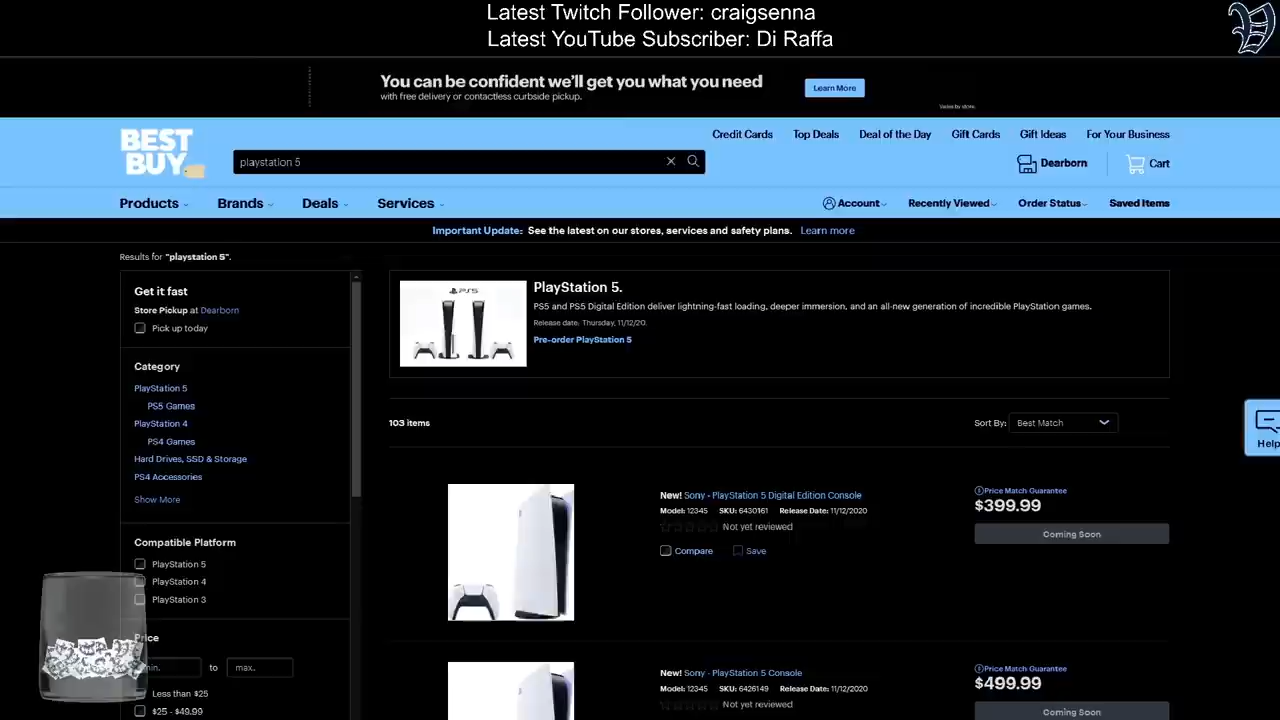 Latest Twitch Follower: craigsenna
Latest YouTube Subscriber: Di Raffa
You can be confident we'll get you what you need
with free delivery or contactless curbside pickup.
Learn More
BEST BUY
playstation 5
Credit Cards Top Deals Deal of the Day Gift Cards Gift Ideas For Your Business
Dearborn Cart
Products Brands Deals Services
Account Recently Viewed Order Status Saved Items
Important Update: See the latest on our stores, services and safety plans. Learn more
Results for "playstation 5".
Get it fast
Store Pickup at Dearborn
Pick up today
Category
PlayStation 5
PS5 Games
PlayStation 4
PS4 Games
Hard Drives, SSD & Storage
PS4 Accessories
Show More
Compatible Platform
PlayStation 5
PlayStation 4
PlayStation 3
Price
min. to max.
Less than $25
$25 - $49.99
PS5
PlayStation 5.
PS5 and PS5 Digital Edition deliver lightning-fast loading, deeper immersion, and an all-new generation of incredible PlayStation games.
Release date: Thursday, 11/12/20.
Pre-order PlayStation 5
103 items
Sort By: Best Match
New! Sony - PlayStation 5 Digital Edition Console
Model: 12345 SKU: 6430161 Release Date: 11/12/2020
Not yet reviewed
Compare Save
Price Match Guarantee
$399.99
Coming Soon
New! Sony - PlayStation 5 Console
Model: 12345 SKU: 6426149 Release Date: 11/12/2020
Not yet reviewed
Price Match Guarantee
$499.99
Coming Soon
Help